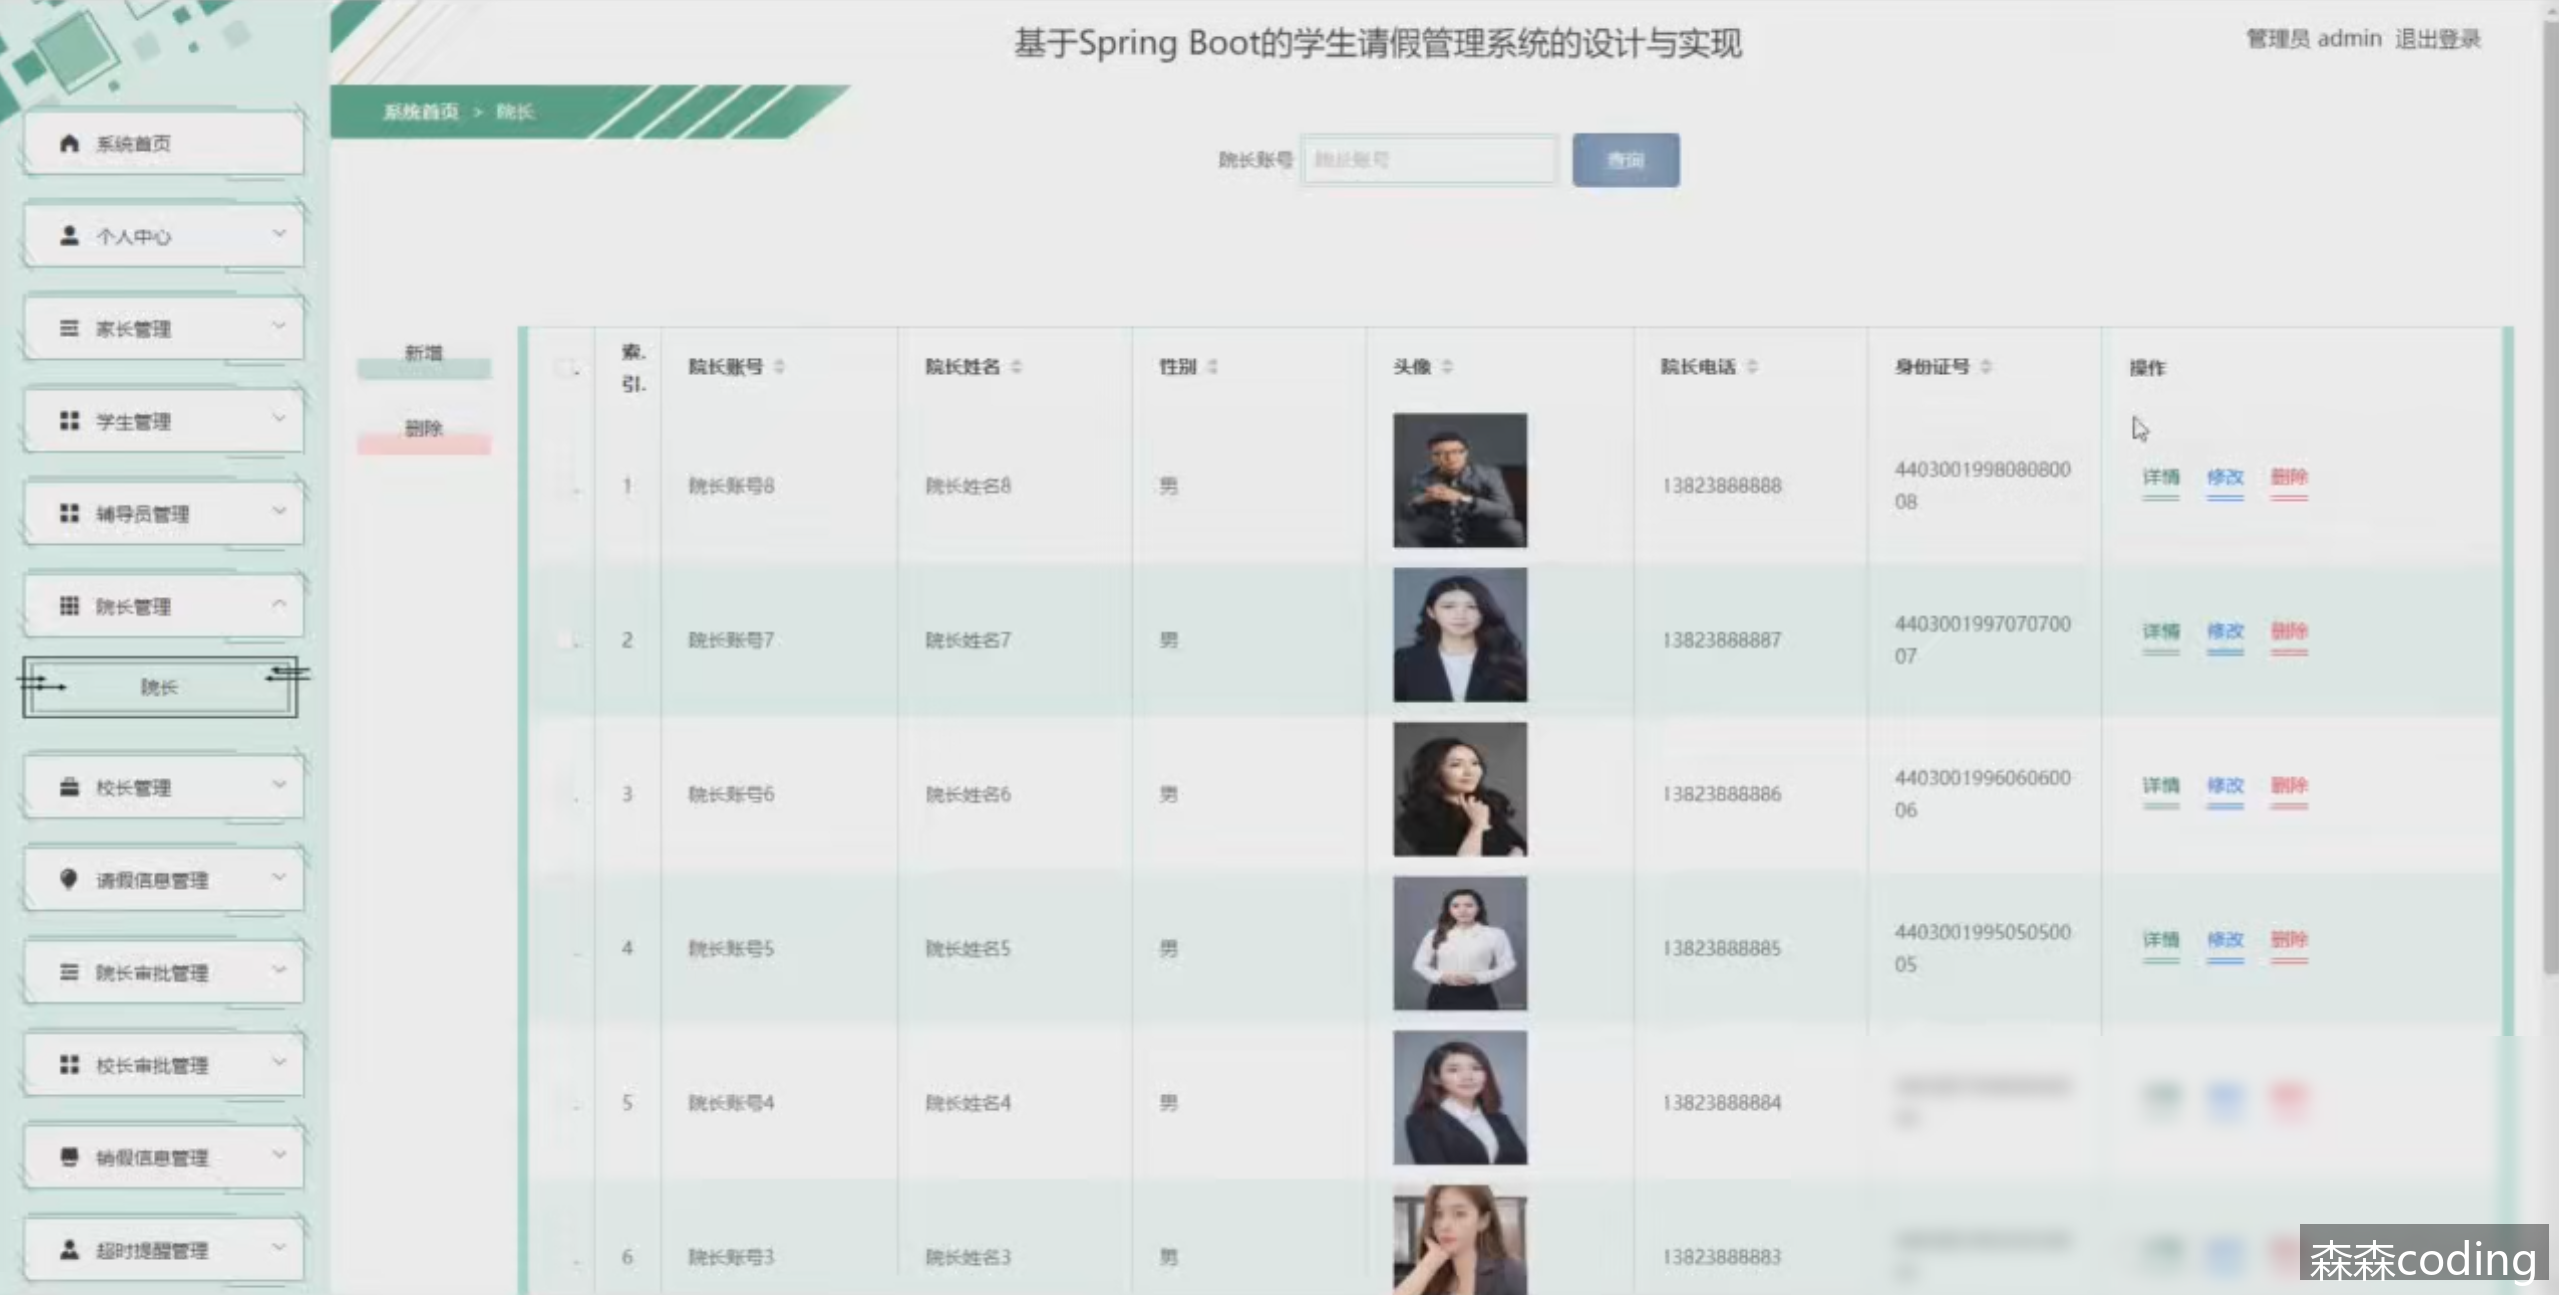 基于Spring Boot的学生请假管理系统的设计与实现
管理员 admin 退出登录
系统首页 > 院长
系统首页
个人中心
家长管理
学生管理
辅导员管理
院长管理
院长
校长管理
请假信息管理
院长审批管理
校长审批管理
销假信息管理
超时提醒管理
院长账号 院长账号 查询
新增
删除
索.
引.
院长账号 院长姓名 性别 头像 院长电话 身份证号 操作
1 院长账号8 院长姓名8 男 13823888888 4403001998080800
08
详情 修改 删除
2 院长账号7 院长姓名7 男 13823888887 4403001997070700
07
详情 修改 删除
3 院长账号6 院长姓名6 男 13823888886 4403001996060600
06
详情 修改 删除
4 院长账号5 院长姓名5 男 13823888885 4403001995050500
05
详情 修改 删除
5 院长账号4 院长姓名4 男 13823888884
6 院长账号3 院长姓名3 男 13823888883
森森coding